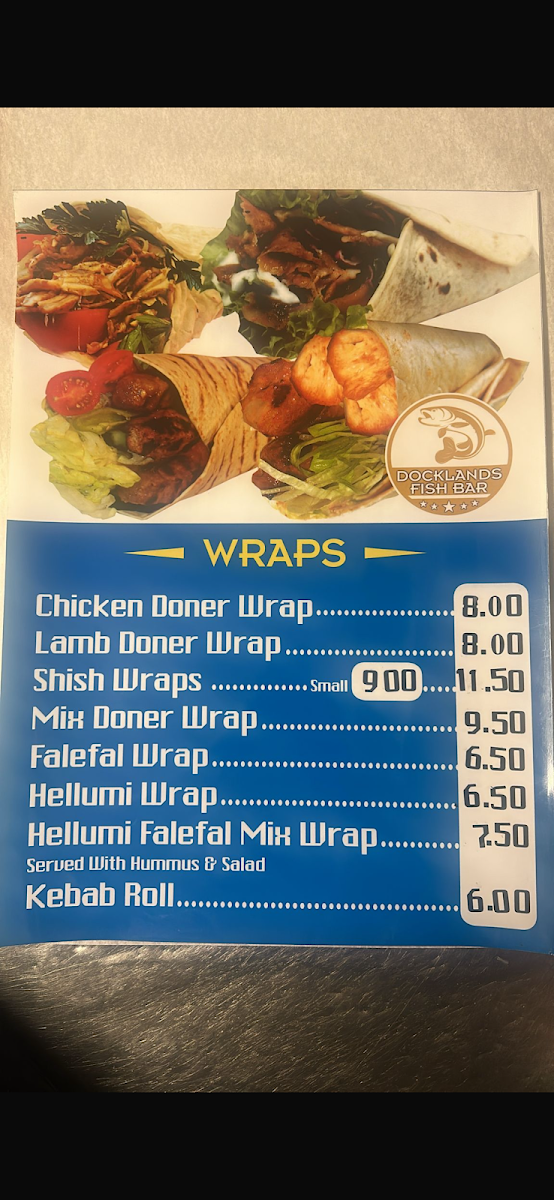 DOCKLANDS
FISH BAR
WRAPS
Chicken Doner Wrap..................8.00
Lamb Doner Wrap......................8.00
Shish Wraps ............Small 9 00....11.50
Mix Doner Wrap.........................9.50
Falefal Wrap...............................6.50
Hellumi Wrap..............................6.50
Hellumi Falefal Mix Wrap..........7.50
Served With Hummus & Salad
Kebab Roll...................................6.00